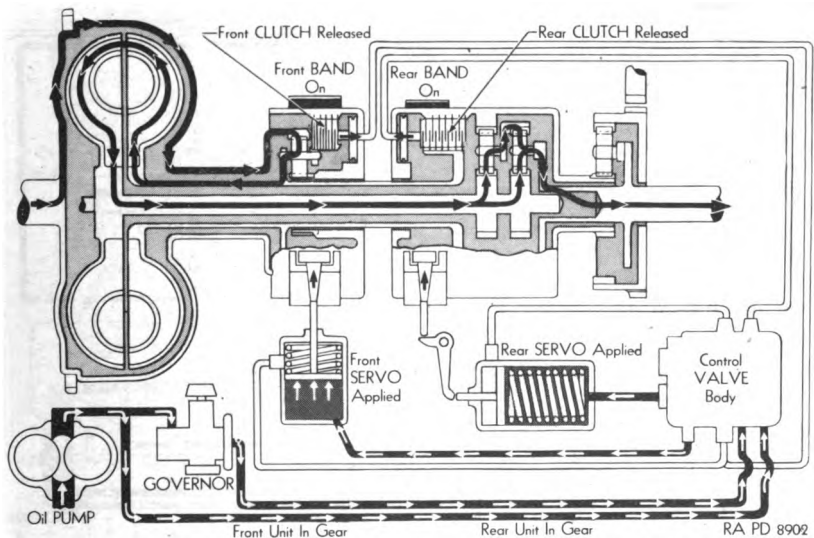 Front CLUTCH Released
Rear CLUTCH Released
Front BAND
On
Rear BAND
On
Front
SERVO
Applied
Rear SERVO Applied
Control
VALVE
Body
GOVERNOR
Oil PUMP
Front Unit In Gear
Rear Unit In Gear
RA PD 8902